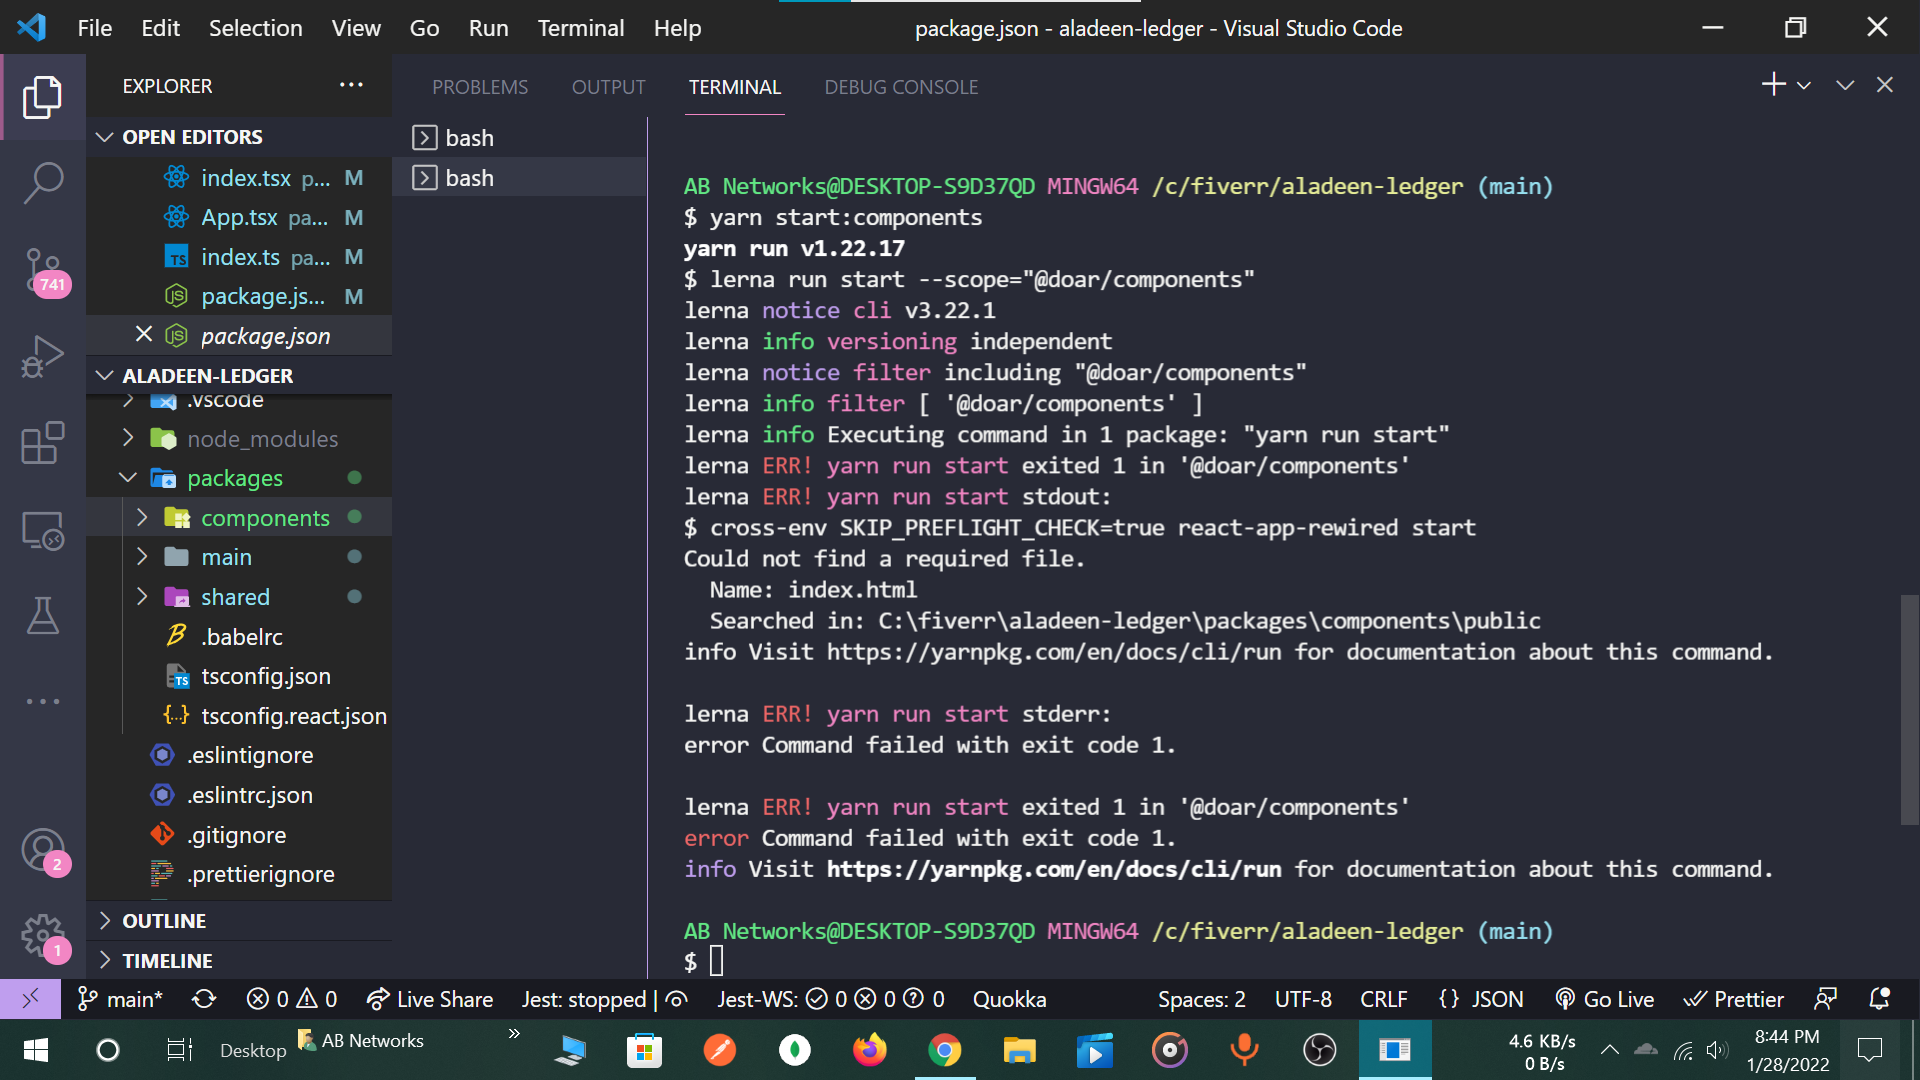 File Edit Selection View Go Run Terminal Help
package.json - aladeen-ledger - Visual Studio Code
EXPLORER
OPEN EDITORS
index.tsx p... M
App.tsx pa... M
index.ts pa... M
package.js... M
package.json
ALADEEN-LEDGER
.vscode
node_modules
packages
components
main
shared
.babelrc
tsconfig.json
tsconfig.react.json
.eslintignore
.eslintrc.json
.gitignore
.prettierignore
OUTLINE
TIMELINE
741
2
1
PROBLEMS OUTPUT TERMINAL DEBUG CONSOLE
bash
bash
AB Networks@DESKTOP-S9D37QD MINGW64 /c/fiverr/aladeen-ledger (main)
$ yarn start:components
yarn run v1.22.17
$ lerna run start --scope="@doar/components"
lerna notice cli v3.22.1
lerna info versioning independent
lerna notice filter including "@doar/components"
lerna info filter [ '@doar/components' ]
lerna info Executing command in 1 package: "yarn run start"
lerna ERR! yarn run start exited 1 in '@doar/components'
lerna ERR! yarn run start stdout:
$ cross-env SKIP_PREFLIGHT_CHECK=true react-app-rewired start
Could not find a required file.
Name: index.html
Searched in: C:\fiverr\aladeen-ledger\packages\components\public
info Visit https://yarnpkg.com/en/docs/cli/run for documentation about this command.
lerna ERR! yarn run start stderr:
error Command failed with exit code 1.
lerna ERR! yarn run start exited 1 in '@doar/components'
error Command failed with exit code 1.
info Visit https://yarnpkg.com/en/docs/cli/run for documentation about this command.
AB Networks@DESKTOP-S9D37QD MINGW64 /c/fiverr/aladeen-ledger (main)
$
main* 0 0 Live Share Jest: stopped | Jest-WS: 0 0 0 Quokka Spaces: 2 UTF-8 CRLF {} JSON Go Live Prettier
Desktop » AB Networks
4.6 KB/s
0 B/s
8:44 PM
1/28/2022